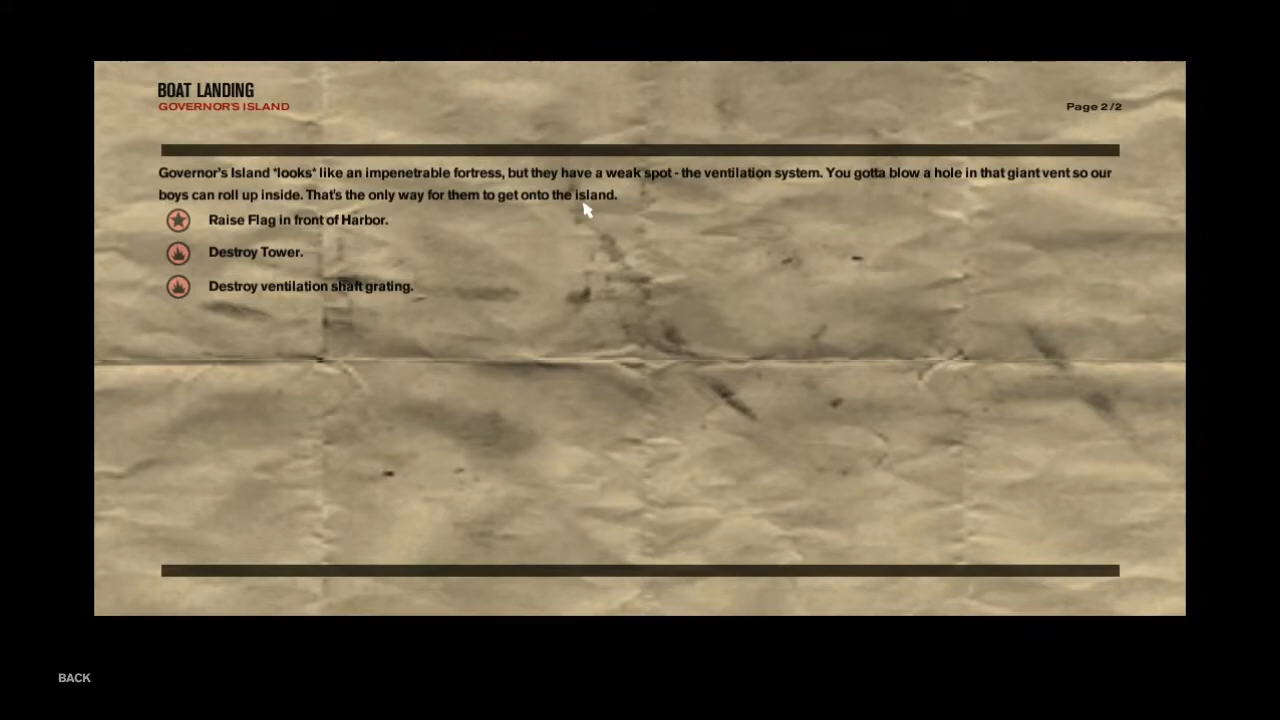 BOAT LANDING
GOVERNOR'S ISLAND
Page 2/2
Governor's Island *looks* like an impenetrable fortress, but they have a weak spot - the ventilation system. You gotta blow a hole in that giant vent so our
boys can roll up inside. That's the only way for them to get onto the island.
Raise Flag in front of Harbor.
Destroy Tower.
Destroy ventilation shaft grating.
BACK